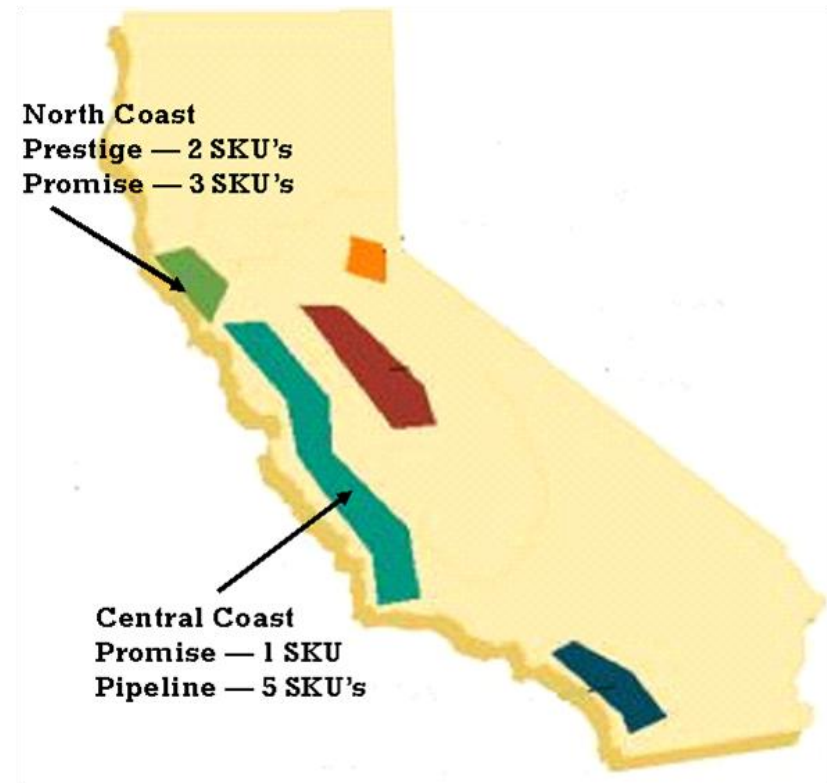 North Coast
Prestige — 2 SKU's
Promise — 3 SKU's
Central Coast
Promise — 1 SKU
Pipeline — 5 SKU's